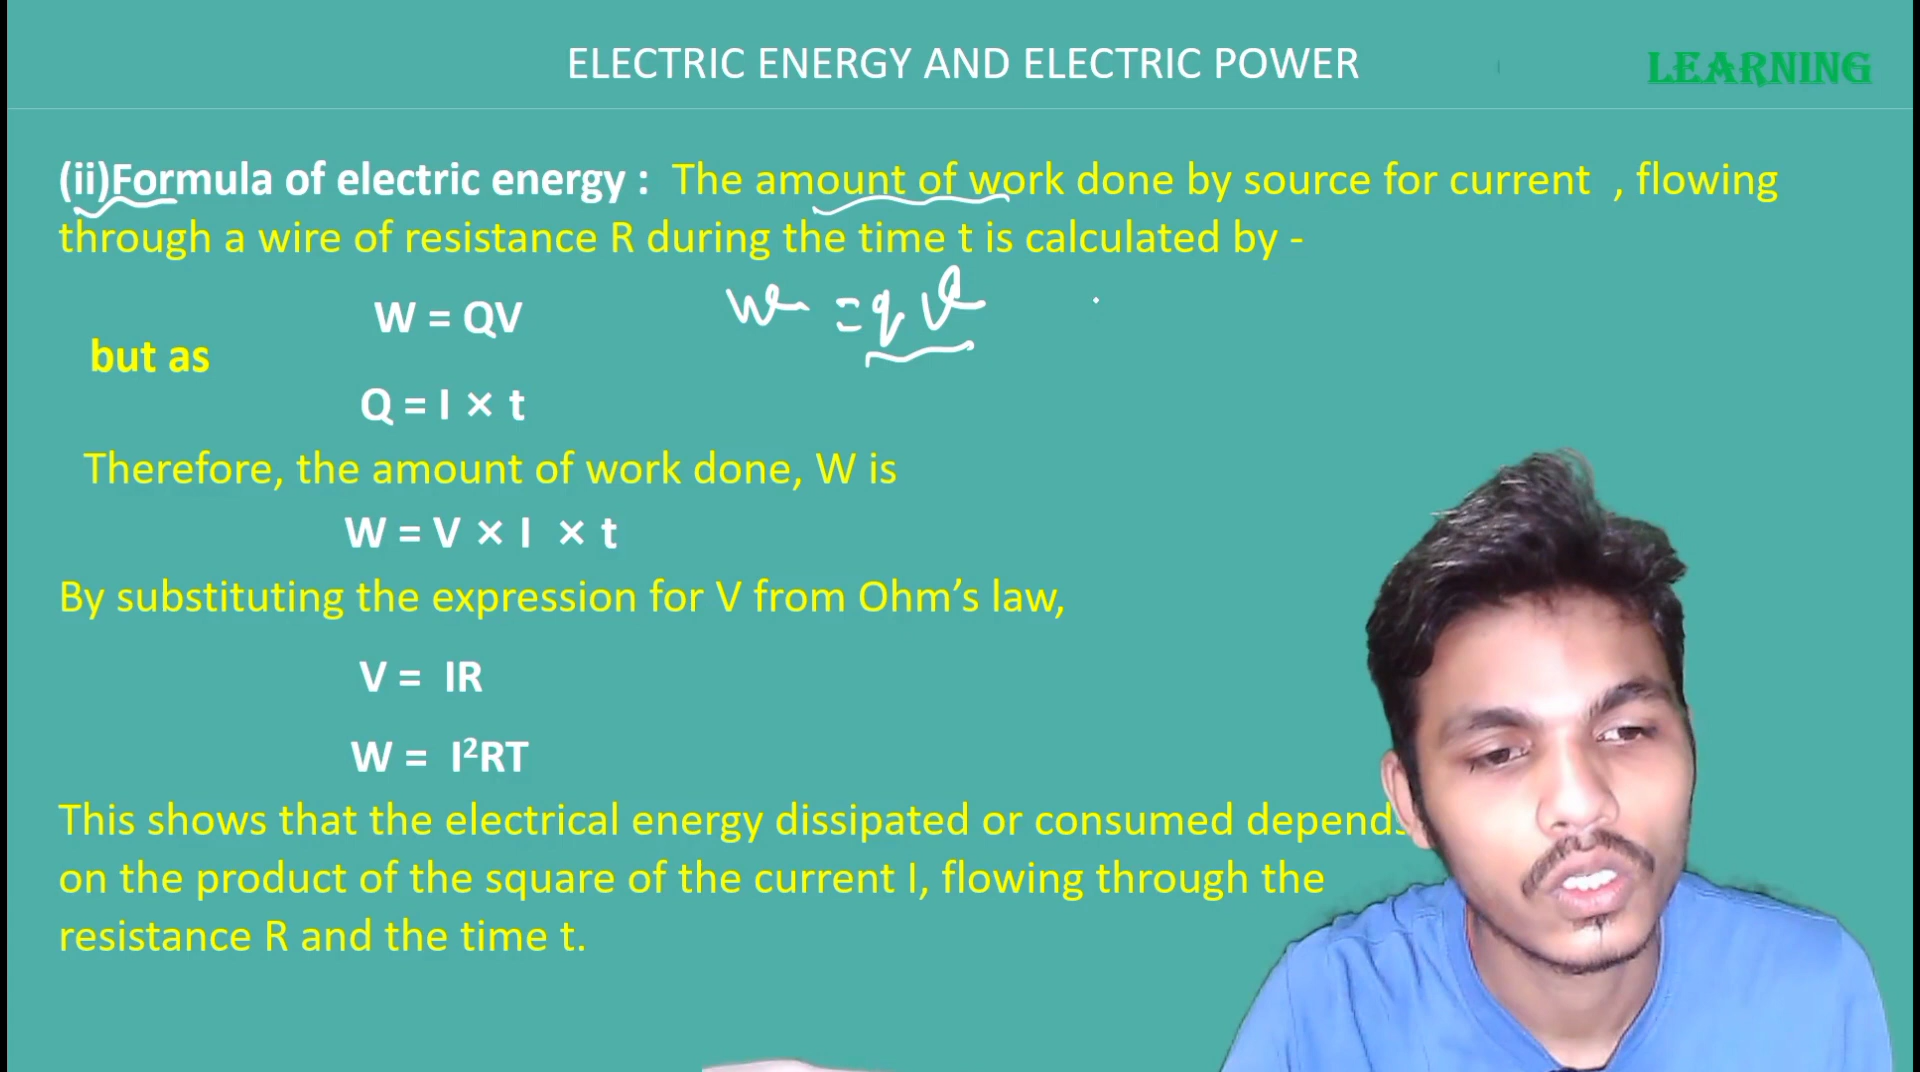 ELECTRIC ENERGY AND ELECTRIC POWER
LEARNING
(ii)Formula of electric energy : The amount of work done by source for current , flowing
through a wire of resistance R during the time t is calculated by -
W = QV
w = q v
but as
Q = I × t
Therefore, the amount of work done, W is
W = V × I × t
By substituting the expression for V from Ohm’s law,
V = IR
W = I²RT
This shows that the electrical energy dissipated or consumed depends
on the product of the square of the current I, flowing through the
resistance R and the time t.